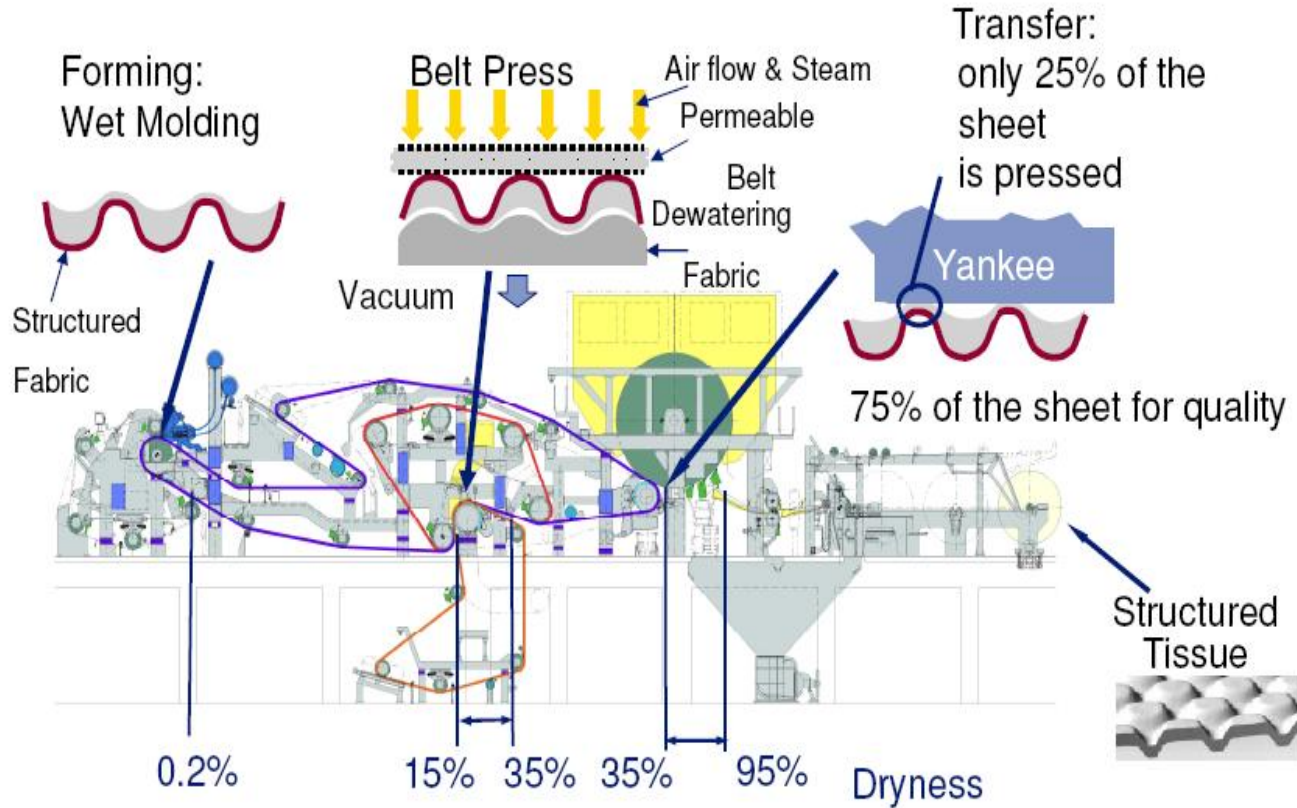 Forming:
Wet Molding
Structured
Fabric
Belt Press
Air flow & Steam
Permeable
Belt
Dewatering
Fabric
Vacuum
Transfer:
only 25% of the
sheet
is pressed
Yankee
75% of the sheet for quality
Structured
Tissue
0.2%
15%
35%
35%
95%
Dryness